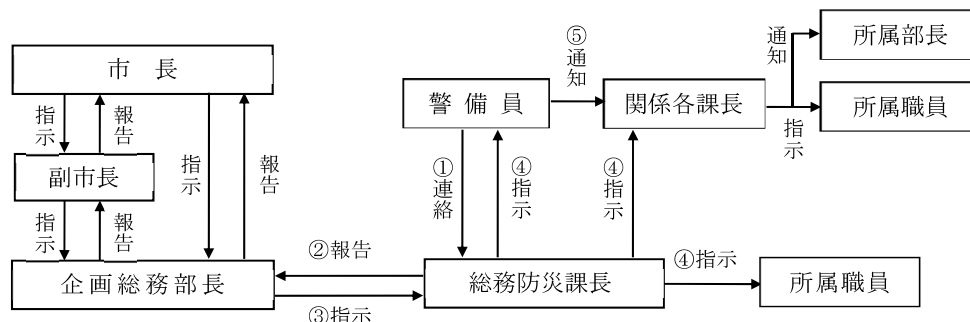 市　長
指示
報告
副市長
指示
報告
指示
報告
企画総務部長
②報告
③指示
警備員
①連絡
④指示
⑤通知
関係各課長
④指示
通知
指示
所属部長
所属職員
総務防災課長
④指示
所属職員